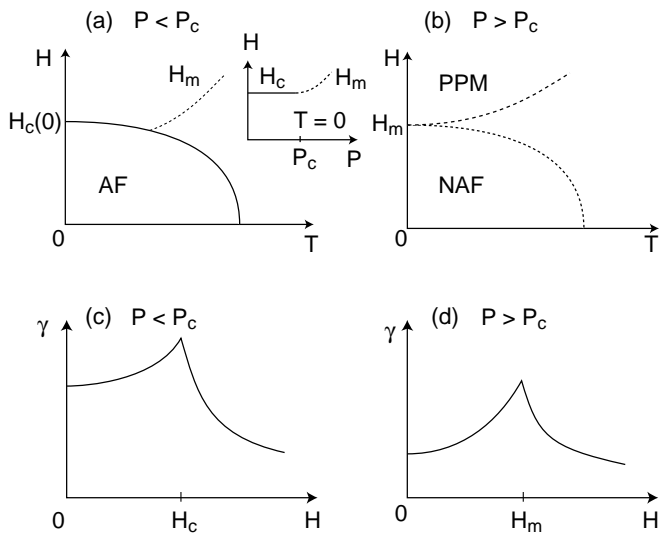 (a) P < Pc
H
Hm
Hc(0)
AF
0
T
H
Hc
Hm
T = 0
Pc
P
(b) P > Pc
H
PPM
Hm
NAF
0
T
(c) P < Pc
γ
0
Hc
H
(d) P > Pc
γ
0
Hm
H